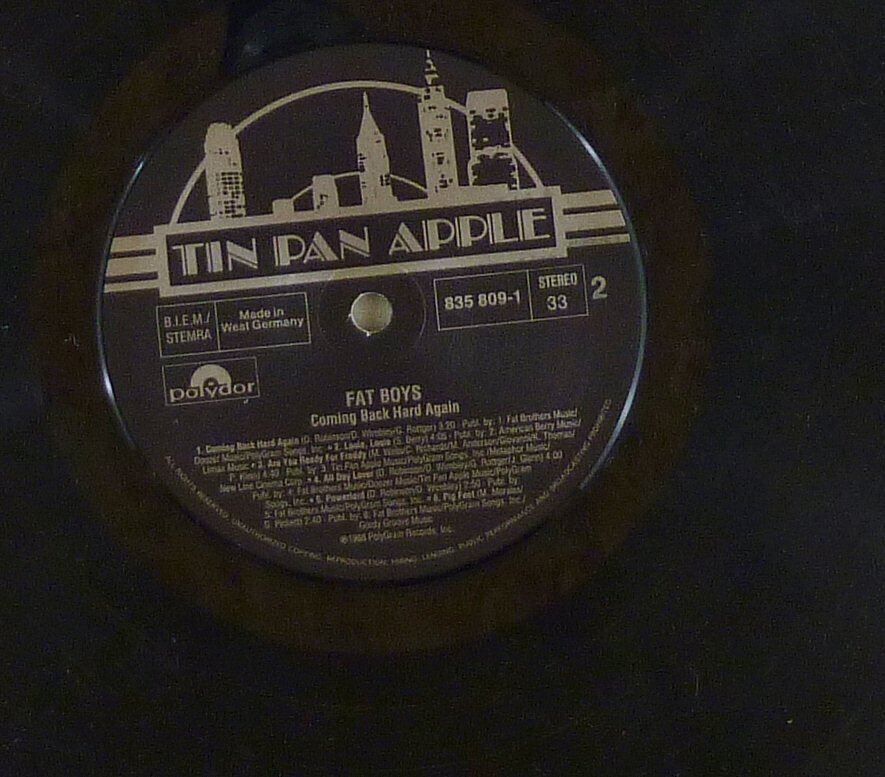 TIN PAN APPLE
B.I.E.M./
STEMRA
Made in
West Germany
835 809-1
STEREO
33
2
polydor
FAT BOYS
Coming Back Hard Again
1. Coming Back Hard Again (D. Robinson/D. Wimbley/G. Rottger) 3:20 · Publ. by: 1. Fat Brothers Music/
Doozer Music/PolyGram Songs, Inc. • 2. Louie, Louie (S. Berry) 4:05 · Publ. by: 2. American Berry Music/
Limax Music • 3. Are You Ready For Freddy (M. Waller/C. Richards/M. Anderson/Giovanni/K. Thomas/
P. King) 4:40 · Publ. by: 3. Tin Pan Apple Music/PolyGram Songs, Inc./Metaphor Music/
New Line Cinema Corp. • 4. All Day Lover (D. Robinson/D. Wimbley/G. Rottger/J. Glenn) 4:00
Publ. by: 4. Fat Brothers Music/Doozer Music/Tin Pan Apple Music/PolyGram
Songs, Inc. • 5. Powerlord (D. Robinson/D. Wimbley) 2:50 · Publ. by:
5. Fat Brothers Music/PolyGram Songs, Inc. • 6. Pig Feet (M. Morales/
D. 2:40 · Publ. by: 6. Fat Brothers Music/PolyGram Songs, Inc./
Groove Music
℗1988 PolyGram Records, Inc.
ALL RIGHTS RESERVED. UNAUTHORIZED COPYING, REPRODUCTION, HIRING, LENDING, PUBLIC PERFORMANCE AND BROADCASTING PROHIBITED